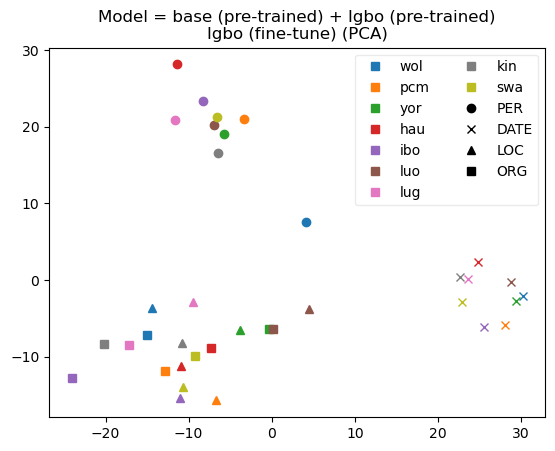 Model = base (pre-trained) + Igbo (pre-trained)
Igbo (fine-tune) (PCA)
30
20
10
0
−10
−20
−10
0
10
20
30
wol
pcm
yor
hau
ibo
luo
lug
kin
swa
PER
DATE
LOC
ORG